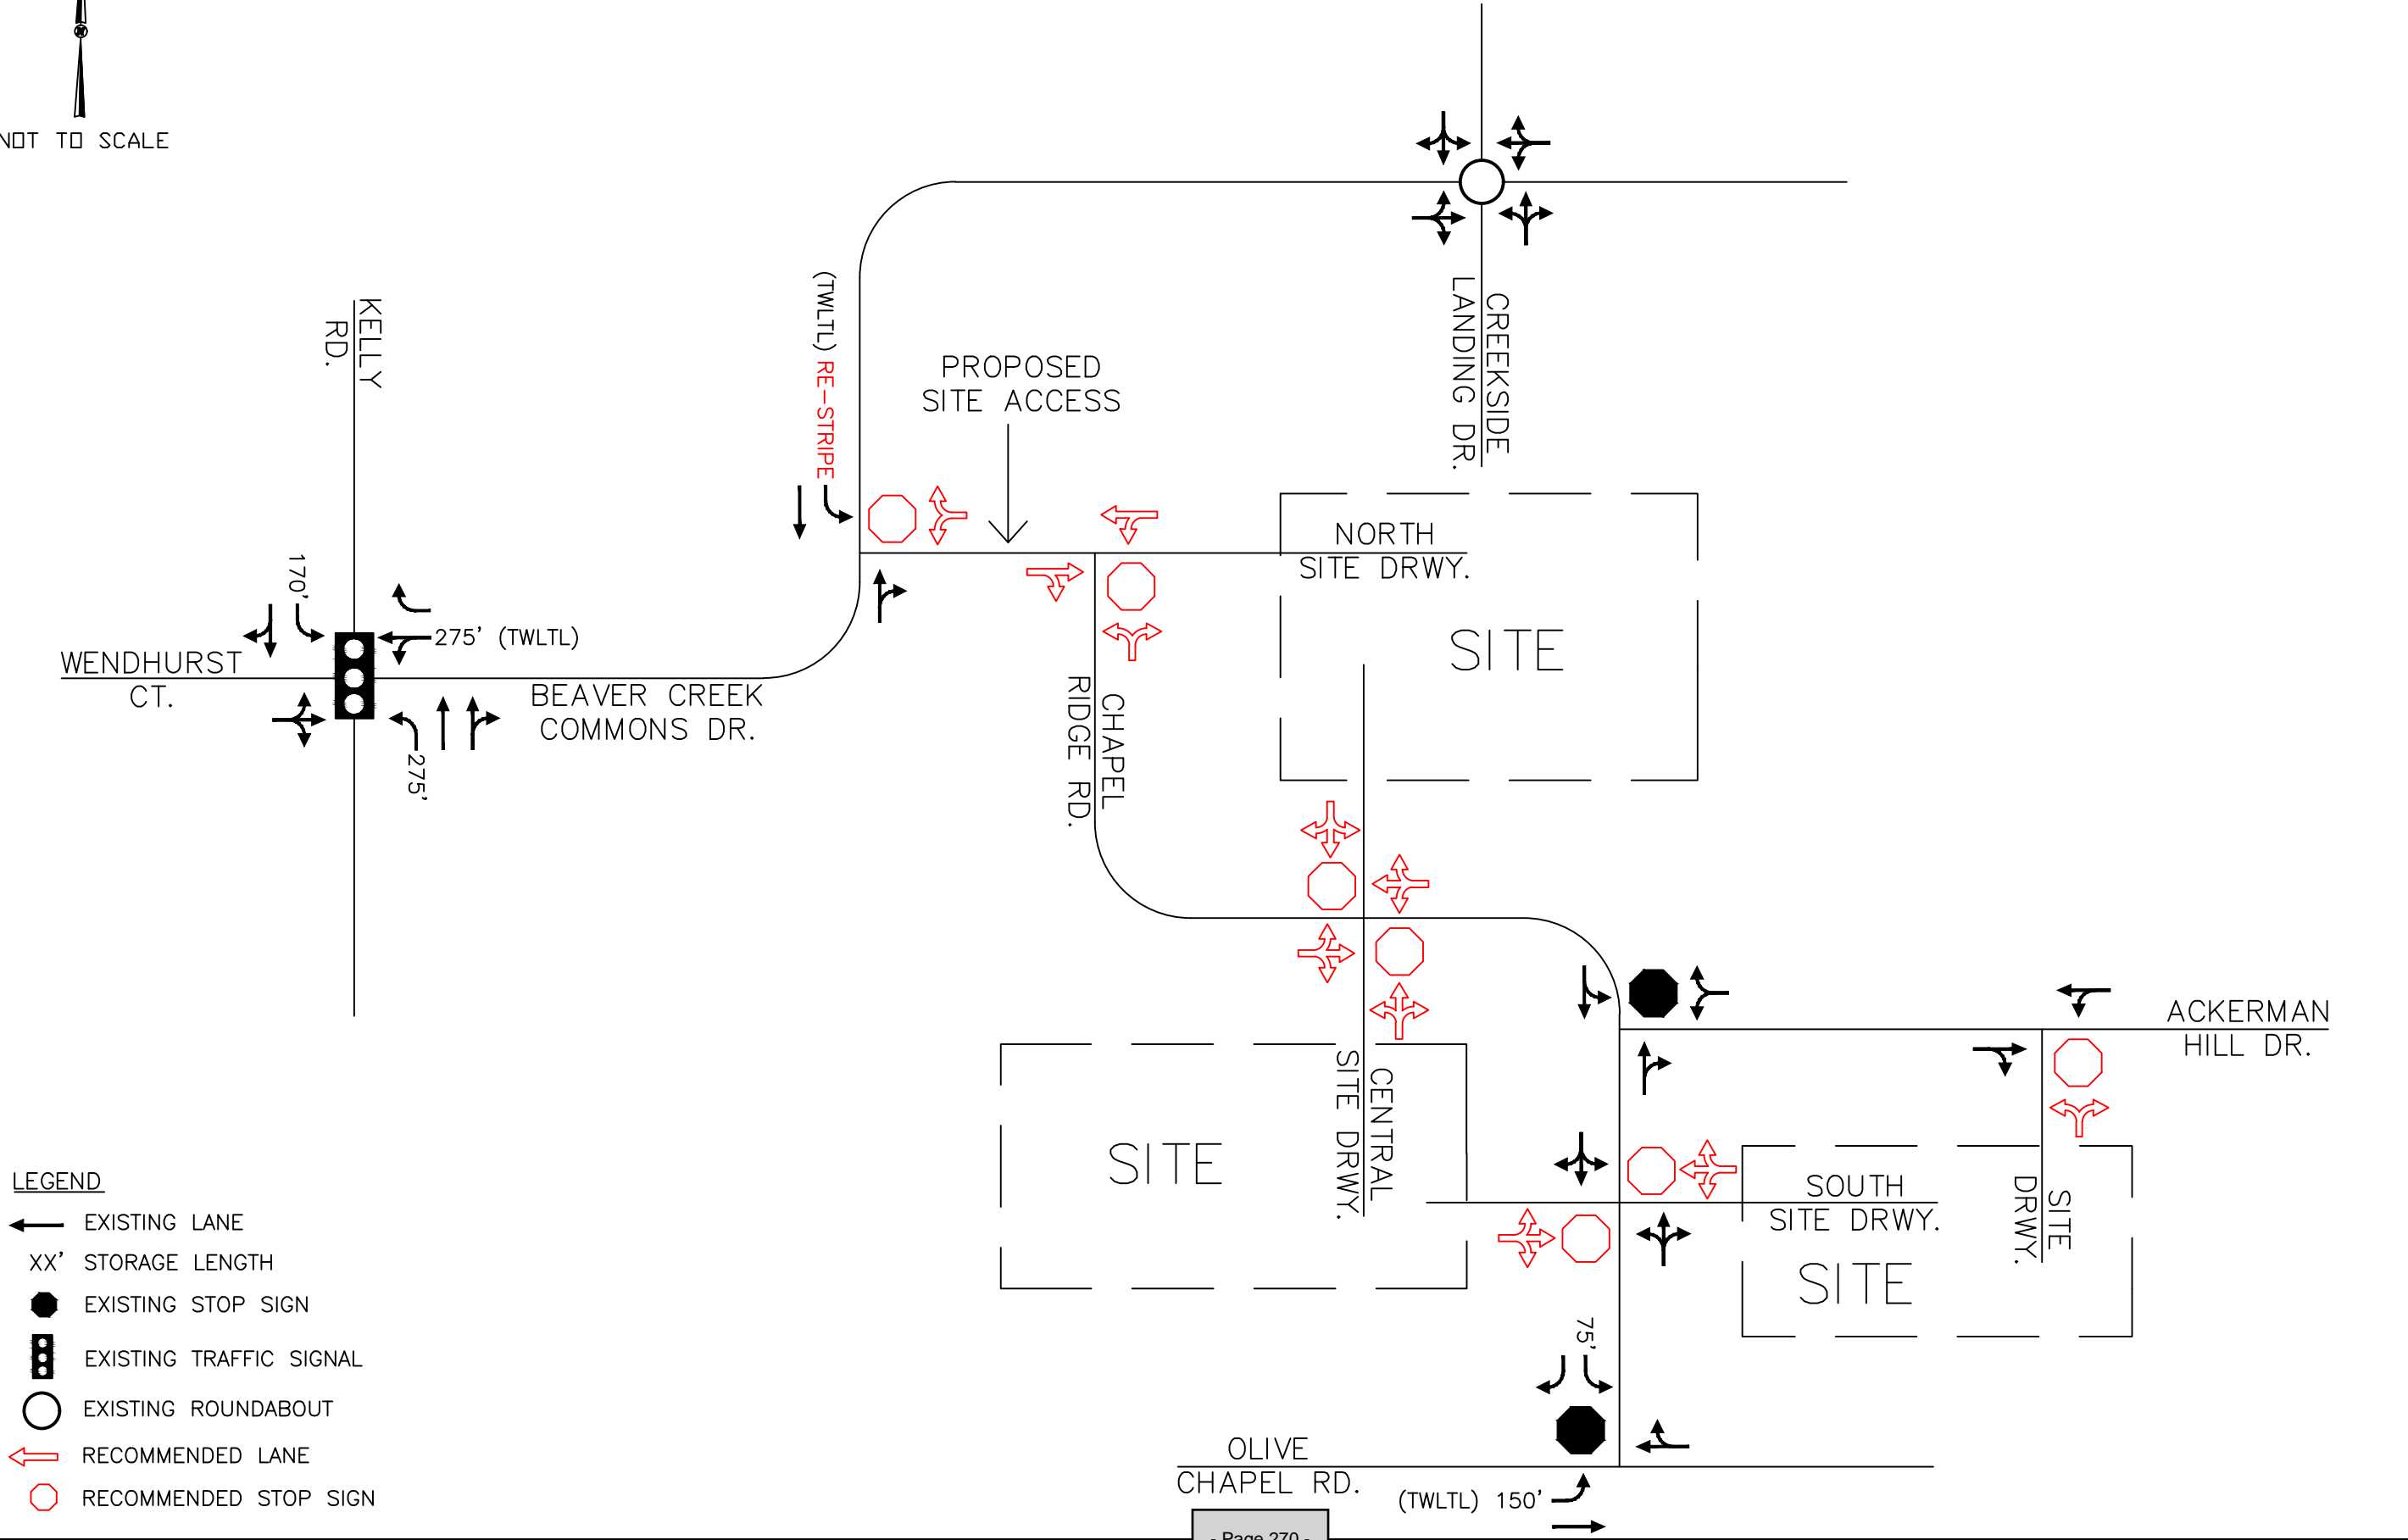 NOT TO SCALE
KELLY
RD.
(TWLTL) RE-STRIPE
PROPOSED
SITE ACCESS
CREEKSIDE
LANDING DR.
NORTH
SITE DRWY.
SITE
170'
275' (TWLTL)
WENDHURST
CT.
BEAVER CREEK
COMMONS DR.
275'
CHAPEL
RIDGE RD.
ACKERMAN
HILL DR.
CENTRAL
SITE DRWY.
SITE
SOUTH
SITE DRWY.
SITE
DRWY.
SITE
75'
OLIVE
CHAPEL RD.
(TWLTL) 150'
LEGEND
EXISTING LANE
XX' STORAGE LENGTH
EXISTING STOP SIGN
EXISTING TRAFFIC SIGNAL
EXISTING ROUNDABOUT
RECOMMENDED LANE
RECOMMENDED STOP SIGN
- Page 270 -